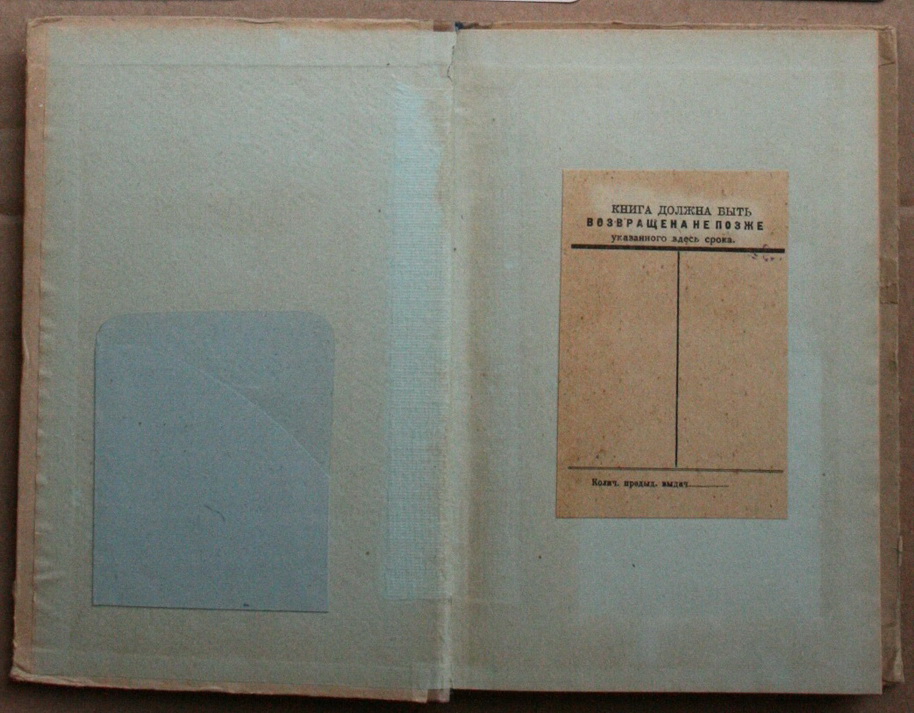 КНИГА ДОЛЖНА БЫТЬ
ВОЗВРАЩЕНА НЕ ПОЗЖЕ
указанного здесь срока.
Колич. предыд. выдач